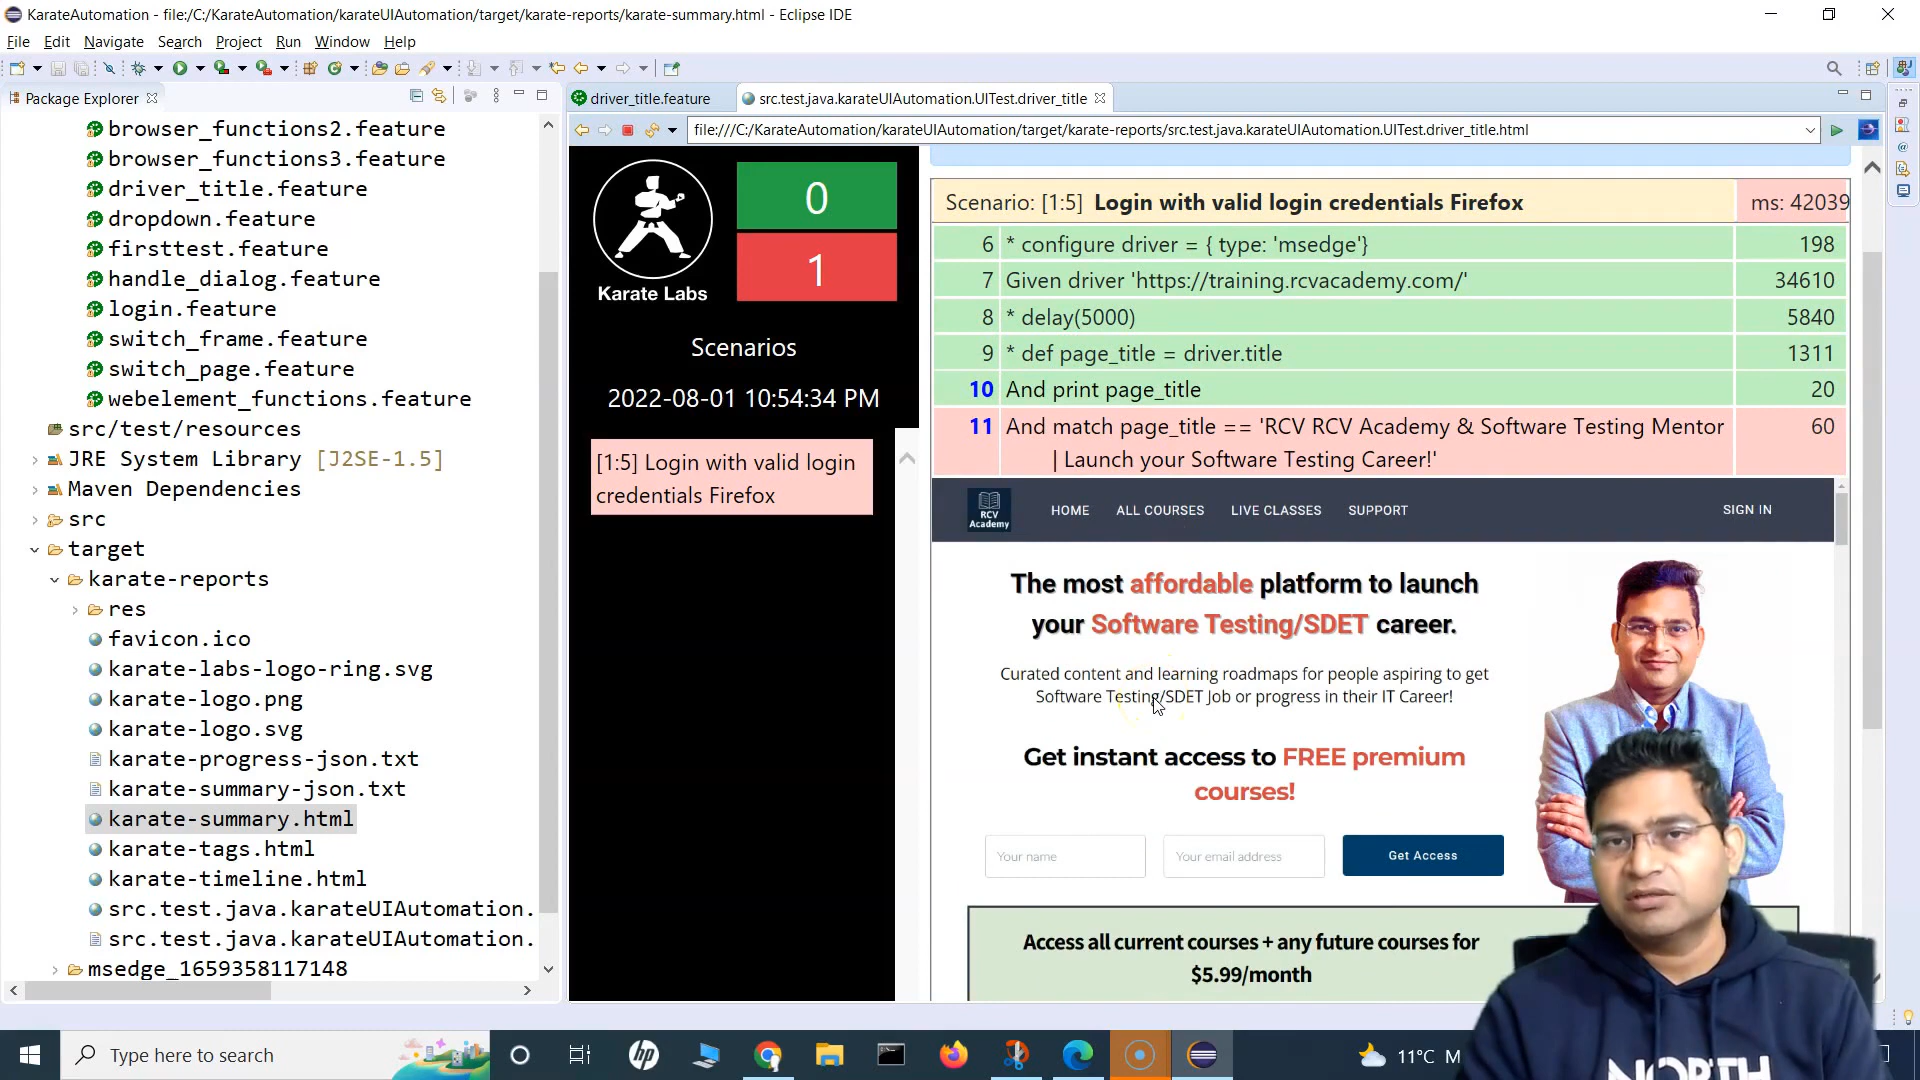 KarateAutomation - file:/C:/KarateAutomation/karateUIAutomation/target/karate-reports/karate-summary.html - Eclipse IDE
File Edit Navigate Search Project Run Window Help
Package Explorer
driver_title.feature
src.test.java.karateUIAutomation.UITest.driver_title
file:///C:/KarateAutomation/karateUIAutomation/target/karate-reports/src.test.java.karateUIAutomation.UITest.driver_title.html
browser_functions2.feature
browser_functions3.feature
driver_title.feature
dropdown.feature
firsttest.feature
handle_dialog.feature
login.feature
switch_frame.feature
switch_page.feature
webelement_functions.feature
src/test/resources
JRE System Library [J2SE-1.5]
Maven Dependencies
src
target
karate-reports
res
favicon.ico
karate-labs-logo-ring.svg
karate-logo.png
karate-logo.svg
karate-progress-json.txt
karate-summary-json.txt
karate-summary.html
karate-tags.html
karate-timeline.html
src.test.java.karateUIAutomation.
src.test.java.karateUIAutomation.
msedge_1659358117148
Karate Labs
0
1
Scenarios
2022-08-01 10:54:34 PM
[1:5] Login with valid login
credentials Firefox
Scenario: [1:5] Login with valid login credentials Firefox ms: 42039
6 * configure driver = { type: 'msedge'} 198
7 Given driver 'https://training.rcvacademy.com/' 34610
8 * delay(5000) 5840
9 * def page_title = driver.title 1311
10 And print page_title 20
11 And match page_title == 'RCV RCV Academy & Software Testing Mentor 60
| Launch your Software Testing Career!'
RCV
Academy
HOME ALL COURSES LIVE CLASSES SUPPORT SIGN IN
The most affordable platform to launch
your Software Testing/SDET career.
Curated content and learning roadmaps for people aspiring to get
Software Testing/SDET Job or progress in their IT Career!
Get instant access to FREE premium
courses!
Your name Your email address Get Access
Access all current courses + any future courses for
$5.99/month
Type here to search
hp
11°C M